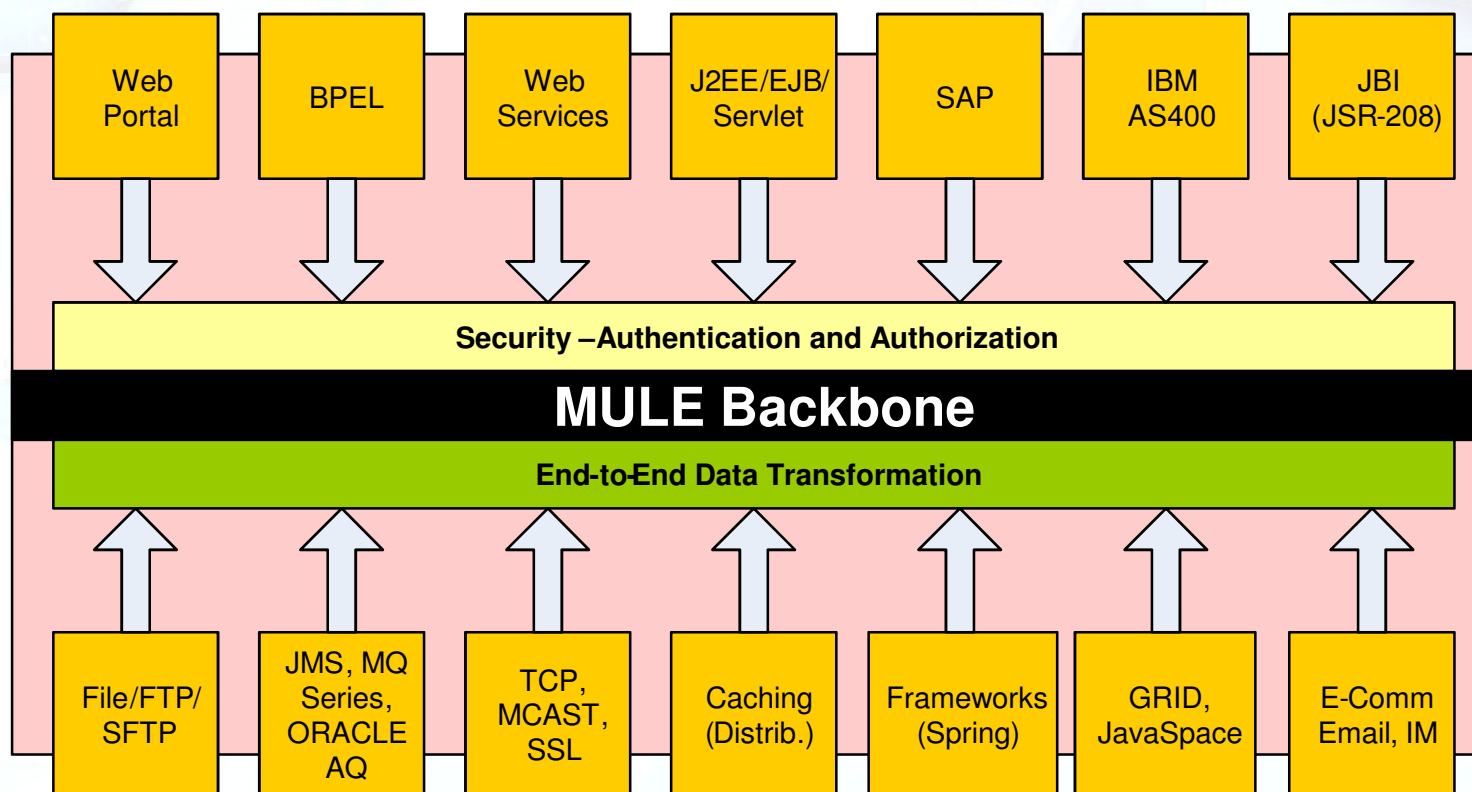 Web
Portal
BPEL
Web
Services
J2EE/EJB/
Servlet
SAP
IBM
AS400
JBI
(JSR-208)
Security –Authentication and Authorization
MULE Backbone
End-to-End Data Transformation
File/FTP/
SFTP
JMS, MQ
Series,
ORACLE
AQ
TCP,
MCAST,
SSL
Caching
(Distrib.)
Frameworks
(Spring)
GRID,
JavaSpace
E-Comm
Email, IM